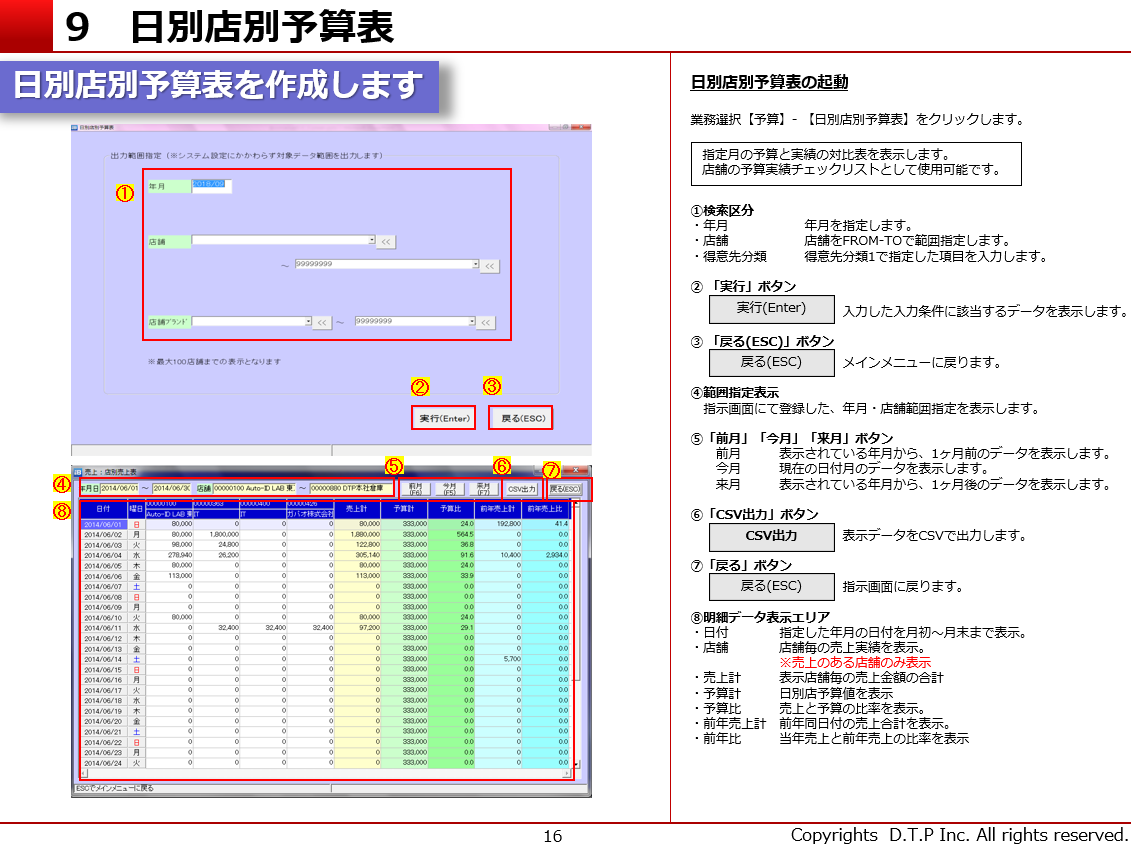 9 日別店別予算表
日別店別予算表を作成します
日別店別予算表
出力範囲指定（※システム設定にかかわらず対象データ範囲を出力します）
①
年月 2018/09
店舗 <<
～ 99999999 <<
店舗ブランド << ～ 99999999 <<
※最大100店舗までの表示となります
② ③
実行(Enter) 戻る(ESC)
売上：店別売上表
④ ⑤ ⑥ ⑦
年月日 2014/06/01 ～ 2014/06/30 店舗 00000100 Auto-ID LAB 東 ～ 00000880 DTP本社倉庫 前月(F6) 今月(F5) 来月(F7) CSV出力 戻る(ESC)
⑧
日付 曜日 00000100 00000363 00000400 00000426 売上計 予算計 予算比 前年売上計 前年売上比
Auto-ID LAB 東 IT IT ガバオ株式会社
2014/06/01 日 80,000 0 0 0 80,000 333,000 24.0 192,800 41.4
2014/06/02 月 80,000 1,800,000 0 0 1,880,000 333,000 564.5 0 0.0
2014/06/03 火 98,000 24,800 0 0 122,800 333,000 36.8 0 0.0
2014/06/04 水 278,940 26,200 0 0 305,140 333,000 91.6 10,400 2,934.0
2014/06/05 木 80,000 0 0 0 80,000 333,000 24.0 0 0.0
2014/06/06 金 113,000 0 0 0 113,000 333,000 33.9 0 0.0
2014/06/07 土 0 0 0 0 0 333,000 0.0 0 0.0
2014/06/08 日 0 0 0 0 0 333,000 0.0 0 0.0
2014/06/09 月 0 0 0 0 0 333,000 0.0 0 0.0
2014/06/10 火 80,000 0 0 0 80,000 333,000 24.0 0 0.0
2014/06/11 水 0 32,400 32,400 32,400 97,200 333,000 29.1 0 0.0
2014/06/12 木 0 0 0 0 0 333,000 0.0 0 0.0
2014/06/13 金 0 0 0 0 0 333,000 0.0 0 0.0
2014/06/14 土 0 0 0 0 0 333,000 0.0 5,700 0.0
2014/06/15 日 0 0 0 0 0 333,000 0.0 0 0.0
2014/06/16 月 0 0 0 0 0 333,000 0.0 0 0.0
2014/06/17 火 0 0 0 0 0 333,000 0.0 0 0.0
2014/06/18 水 0 0 0 0 0 333,000 0.0 0 0.0
2014/06/19 木 0 0 0 0 0 333,000 0.0 0 0.0
2014/06/20 金 0 0 0 0 0 333,000 0.0 0 0.0
2014/06/21 土 0 0 0 0 0 333,000 0.0 0 0.0
2014/06/22 日 0 0 0 0 0 333,000 0.0 0 0.0
2014/06/23 月 0 0 0 0 0 333,000 0.0 0 0.0
2014/06/24 火 0 0 0 0 0 333,000 0.0 0 0.0
ESCでメインメニューに戻る
日別店別予算表の起動
業務選択【予算】-【日別店別予算表】をクリックします。
指定月の予算と実績の対比表を表示します。
店舗の予算実績チェックリストとして使用可能です。
①検索区分
・年月 年月を指定します。
・店舗 店舗をFROM-TOで範囲指定します。
・得意先分類 得意先分類1で指定した項目を入力します。
②「実行」ボタン
実行(Enter) 入力した入力条件に該当するデータを表示します。
③「戻る(ESC)」ボタン
戻る(ESC) メインメニューに戻ります。
④範囲指定表示
指示画面にて登録した、年月・店舗範囲指定を表示します。
⑤「前月」「今月」「来月」ボタン
前月 表示されている年月から、1ヶ月前のデータを表示します。
今月 現在の日付月のデータを表示します。
来月 表示されている年月から、1ヶ月後のデータを表示します。
⑥「CSV出力」ボタン
CSV出力 表示データをCSVで出力します。
⑦「戻る」ボタン
戻る(ESC) 指示画面に戻ります。
⑧明細データ表示エリア
・日付 指定した年月の日付を月初～月末まで表示。
・店舗 店舗毎の売上実績を表示。
※売上のある店舗のみ表示
・売上計 表示店舗毎の売上金額の合計
・予算計 日別店予算値を表示
・予算比 売上と予算の比率を表示。
・前年売上計 前年同日付の売上合計を表示。
・前年比 当年売上と前年売上の比率を表示
16
Copyrights D.T.P Inc. All rights reserved.